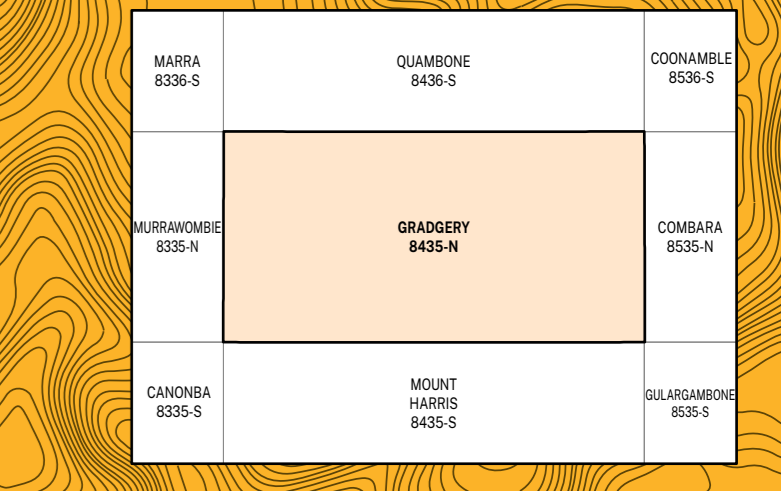 MARRA
8336-S
QUAMBONE
8436-S
COONAMBLE
8536-S
MURRAWOMBIE
8335-N
GRADGERY
8435-N
COMBARA
8535-N
CANONBA
8335-S
MOUNT
HARRIS
8435-S
GULARGAMBONE
8535-S